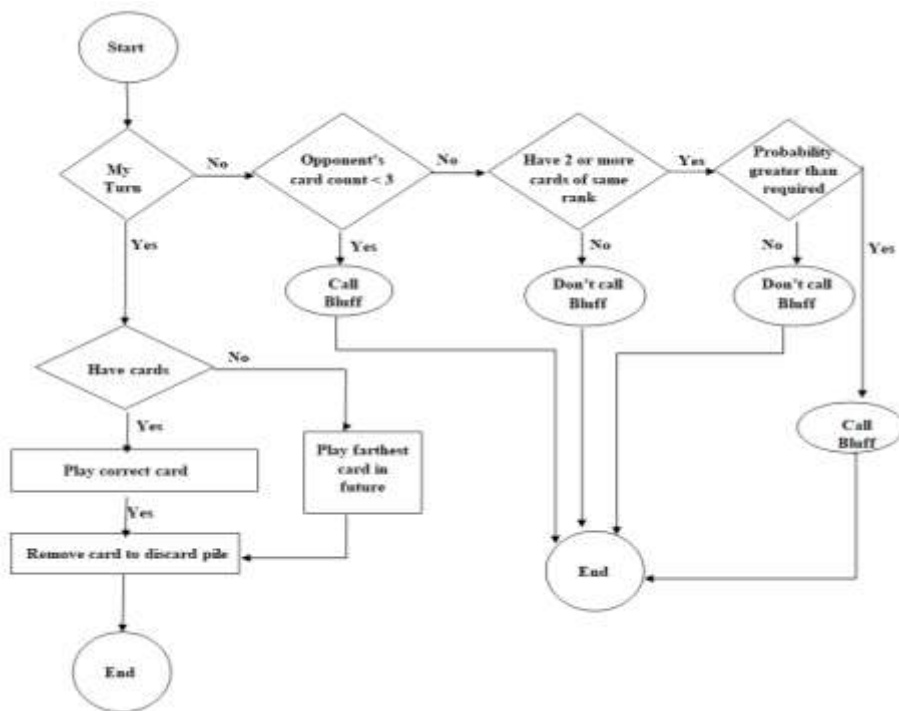 Start
My
Turn
No
Opponent's
card count < 3
No
Have 2 or more
cards of same
rank
Yes
Probability
greater than
required
Yes
Yes
Call
Bluff
No
Don't call
Bluff
No
Don't call
Bluff
Yes
Have cards
No
Yes
Play correct card
Play farthest
card in
future
Call
Bluff
Yes
Remove card to discard pile
End
End